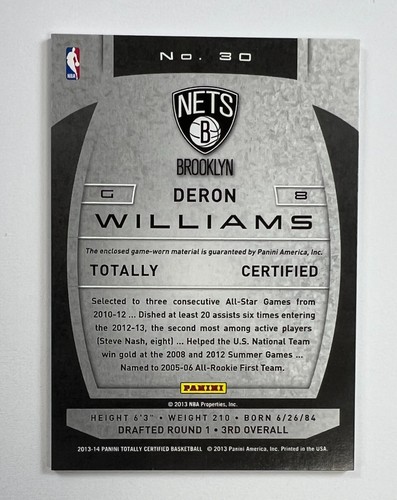 No. 30
NBA
NETS
B
BROOKLYN
G DERON 8
WILLIAMS
The enclosed game-worn material is guaranteed by Panini America, Inc.
TOTALLY CERTIFIED
Selected to three consecutive All-Star Games from
2010-12 ... Dished at least 20 assists six times entering
the 2012-13, the second most among active players
(Steve Nash, eight) ... Helped the U.S. National Team
win gold at the 2008 and 2012 Summer Games ...
Named to 2005-06 All-Rookie First Team.
PANINI
© 2013 NBA Properties, Inc.
HEIGHT 6'3" • WEIGHT 210 • BORN 6/26/84
DRAFTED ROUND 1 • 3RD OVERALL
2013-14 PANINI TOTALLY CERTIFIED BASKETBALL © 2013 Panini America, Inc. Printed in the USA.